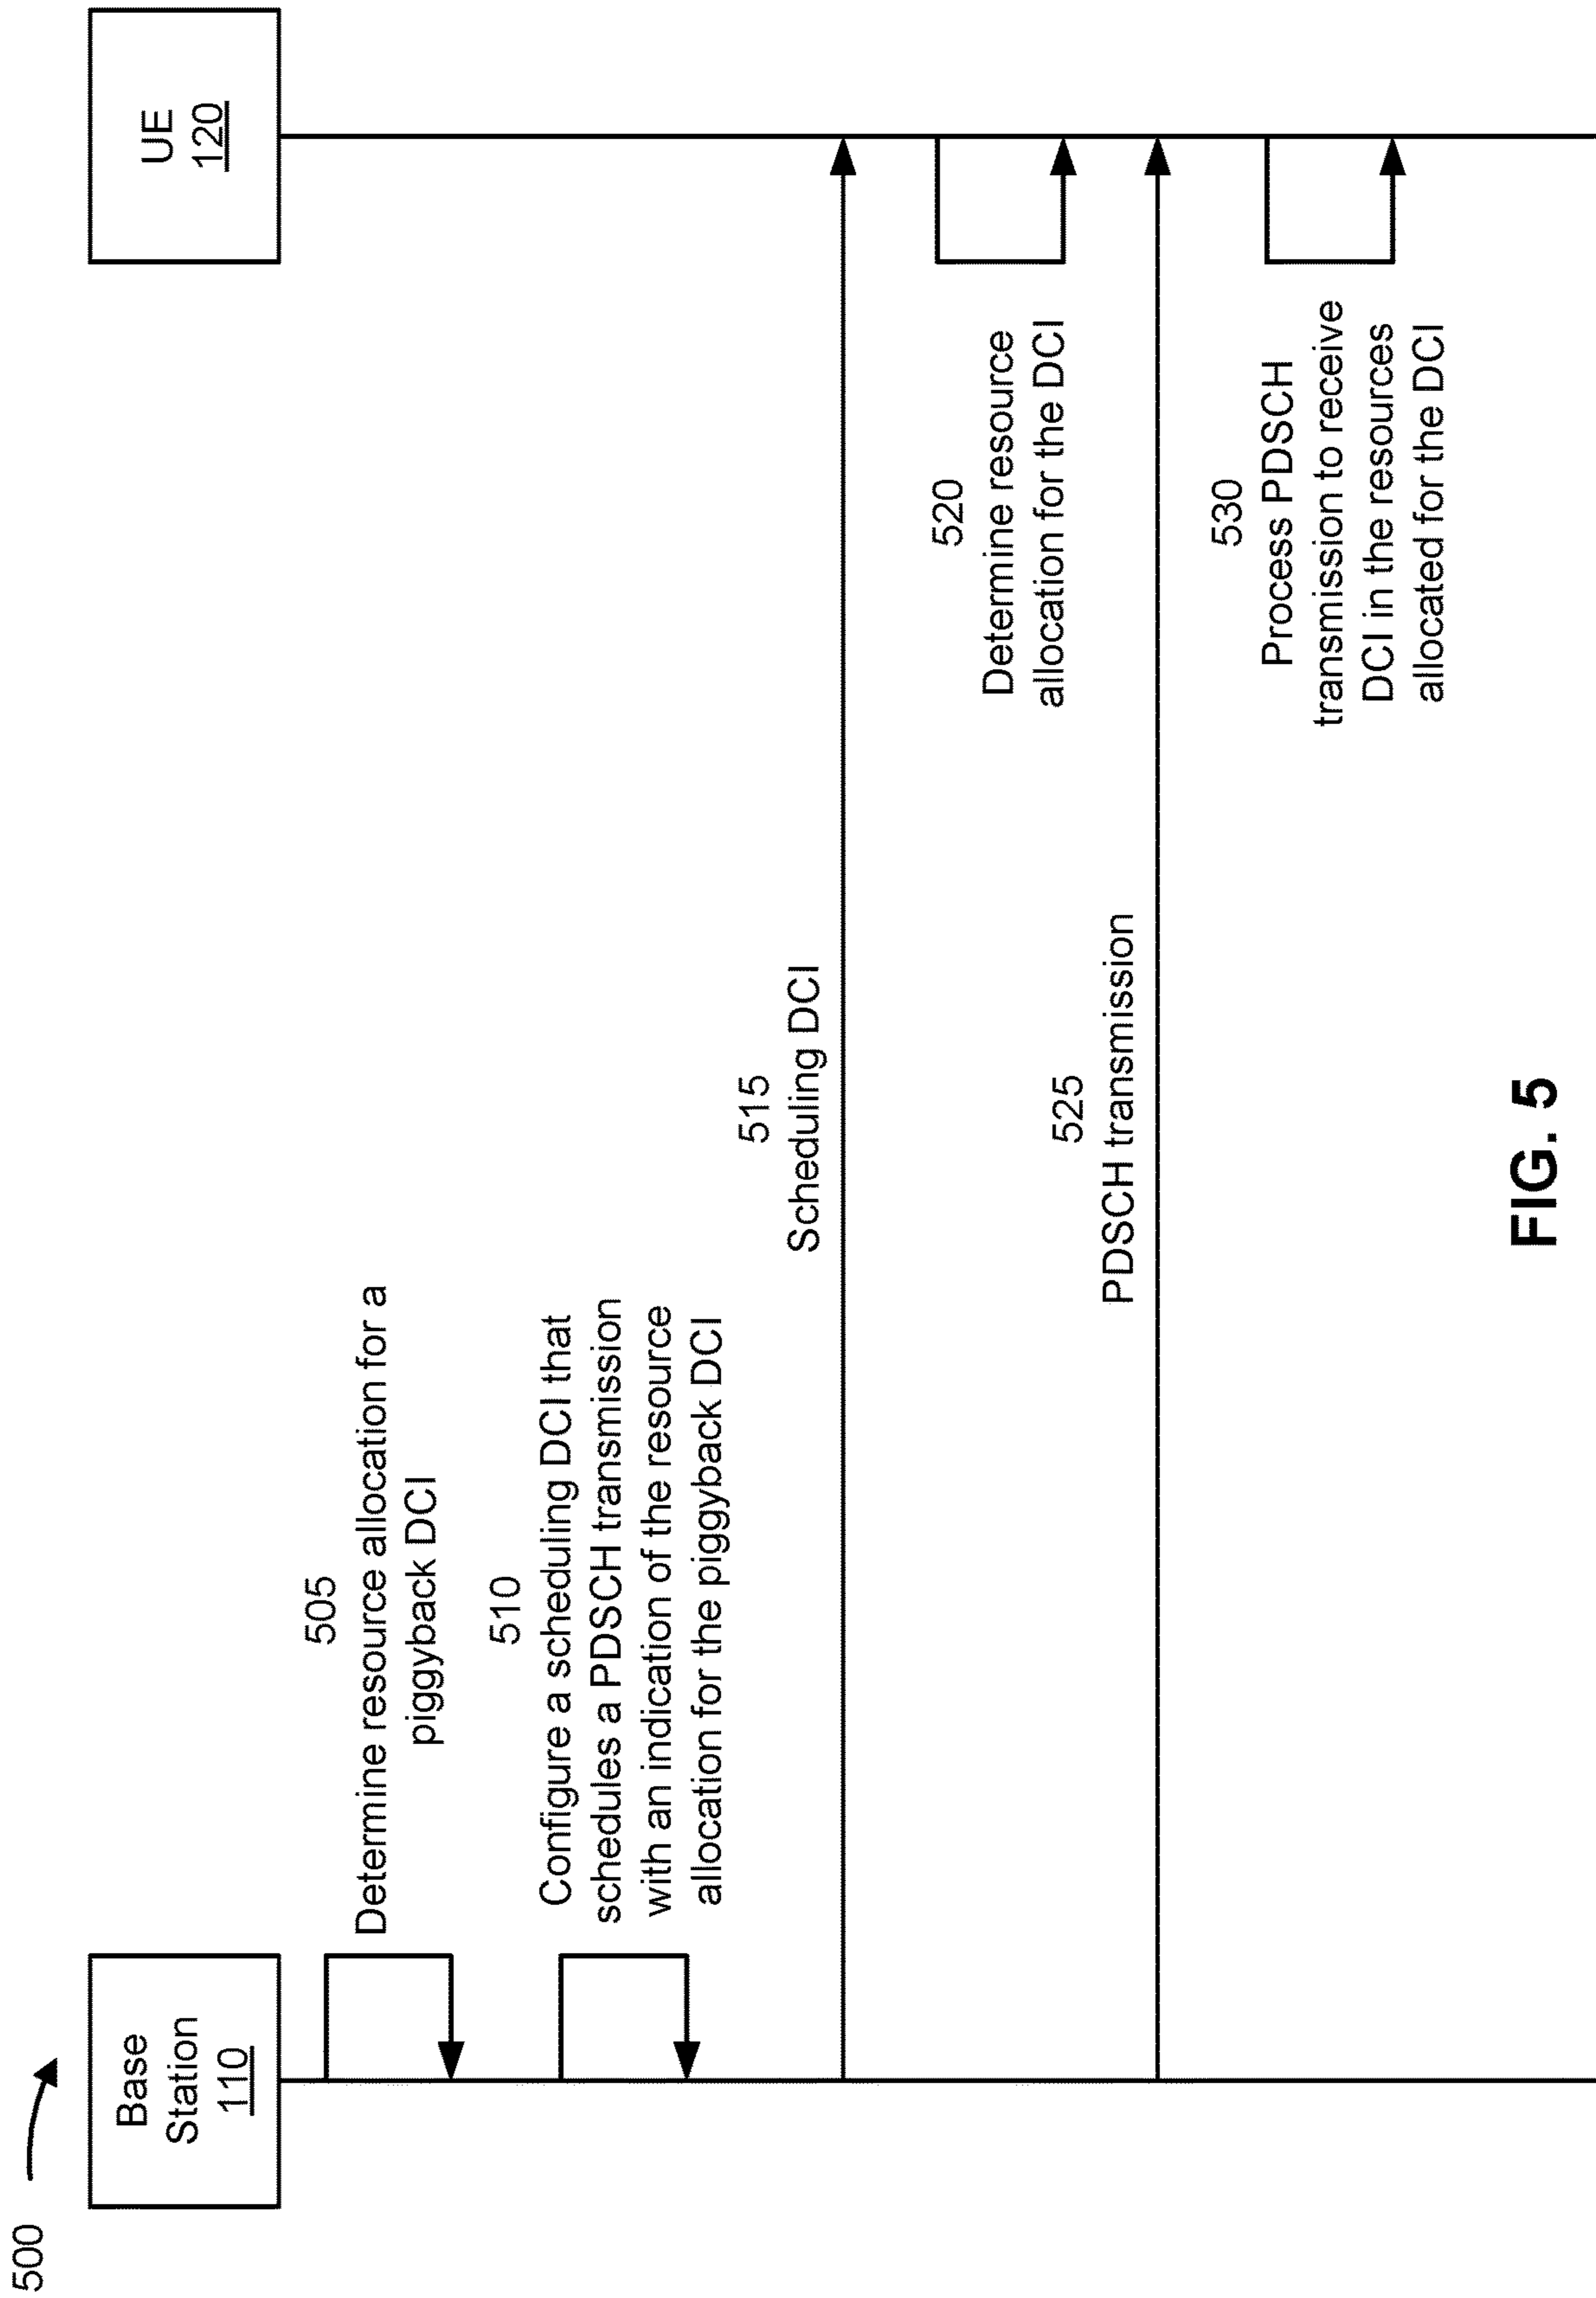 500
Base
Station
110
UE
120
505
Determine resource allocation for a
piggyback DCI
510
Configure a scheduling DCI that
schedules a PDSCH transmission
with an indication of the resource
allocation for the piggyback DCI
515
Scheduling DCI
520
Determine resource
allocation for the DCI
525
PDSCH transmission
530
Process PDSCH
transmission to receive
DCI in the resources
allocated for the DCI
FIG. 5